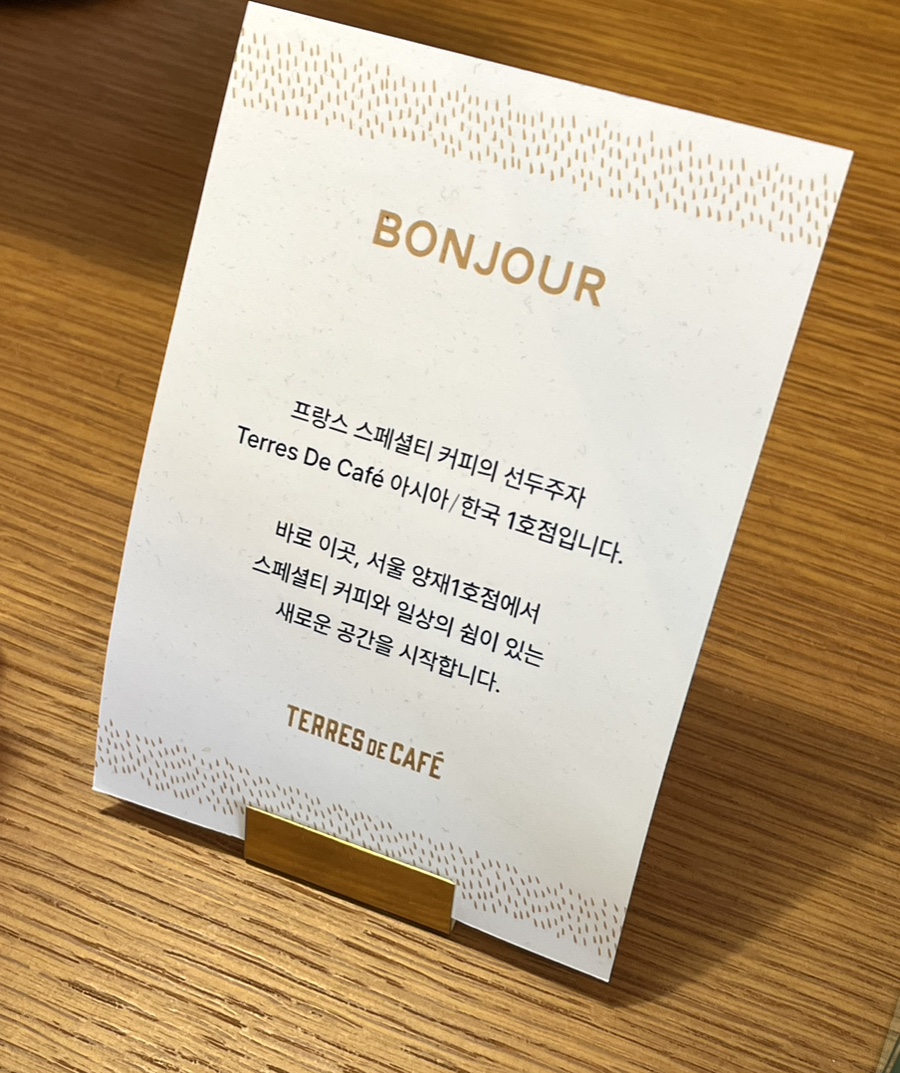 BONJOUR
프랑스 스페셜티 커피의 선두주자
Terres De Café 아시아/한국 1호점입니다.
바로 이곳, 서울 양재1호점에서
스페셜티 커피와 일상의 쉼이 있는
새로운 공간을 시작합니다.
TERRES DE CAFÉ